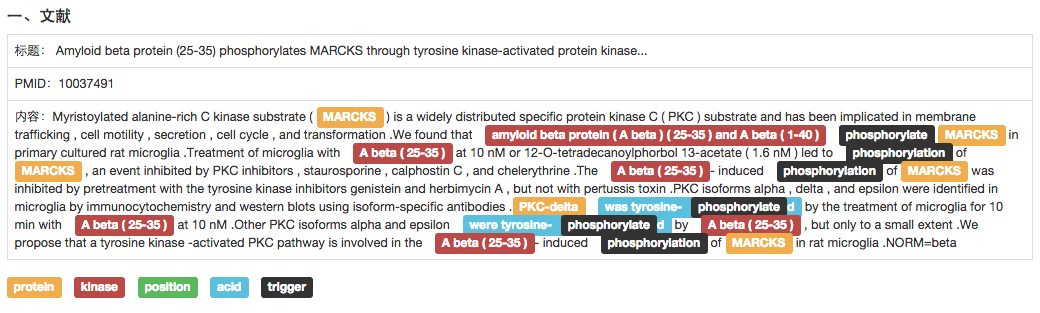 一、文献
标题： Amyloid beta protein (25-35) phosphorylates MARCKS through tyrosine kinase-activated protein kinase...
PMID：10037491
内容：Myristoylated alanine-rich C kinase substrate ( MARCKS ) is a widely distributed specific protein kinase C ( PKC ) substrate and has been implicated in membrane
trafficking , cell motility , secretion , cell cycle , and transformation .We found that amyloid beta protein ( A beta ) ( 25-35 ) and A beta ( 1-40 ) phosphorylate MARCKS in
primary cultured rat microglia .Treatment of microglia with A beta ( 25-35 ) at 10 nM or 12-O-tetradecanoylphorbol 13-acetate ( 1.6 nM ) led to phosphorylation of
MARCKS , an event inhibited by PKC inhibitors , staurosporine , calphostin C , and chelerythrine .The A beta ( 25-35 ) - induced phosphorylation of MARCKS was
inhibited by pretreatment with the tyrosine kinase inhibitors genistein and herbimycin A , but not with pertussis toxin .PKC isoforms alpha , delta , and epsilon were identified in
microglia by immunocytochemistry and western blots using isoform-specific antibodies . PKC-delta was tyrosine- phosphorylate d by the treatment of microglia for 10
min with A beta ( 25-35 ) at 10 nM .Other PKC isoforms alpha and epsilon were tyrosine- phosphorylate d by A beta ( 25-35 ) , but only to a small extent .We
propose that a tyrosine kinase -activated PKC pathway is involved in the A beta ( 25-35 ) - induced phosphorylation of MARCKS in rat microglia .NORM=beta
protein kinase position acid trigger